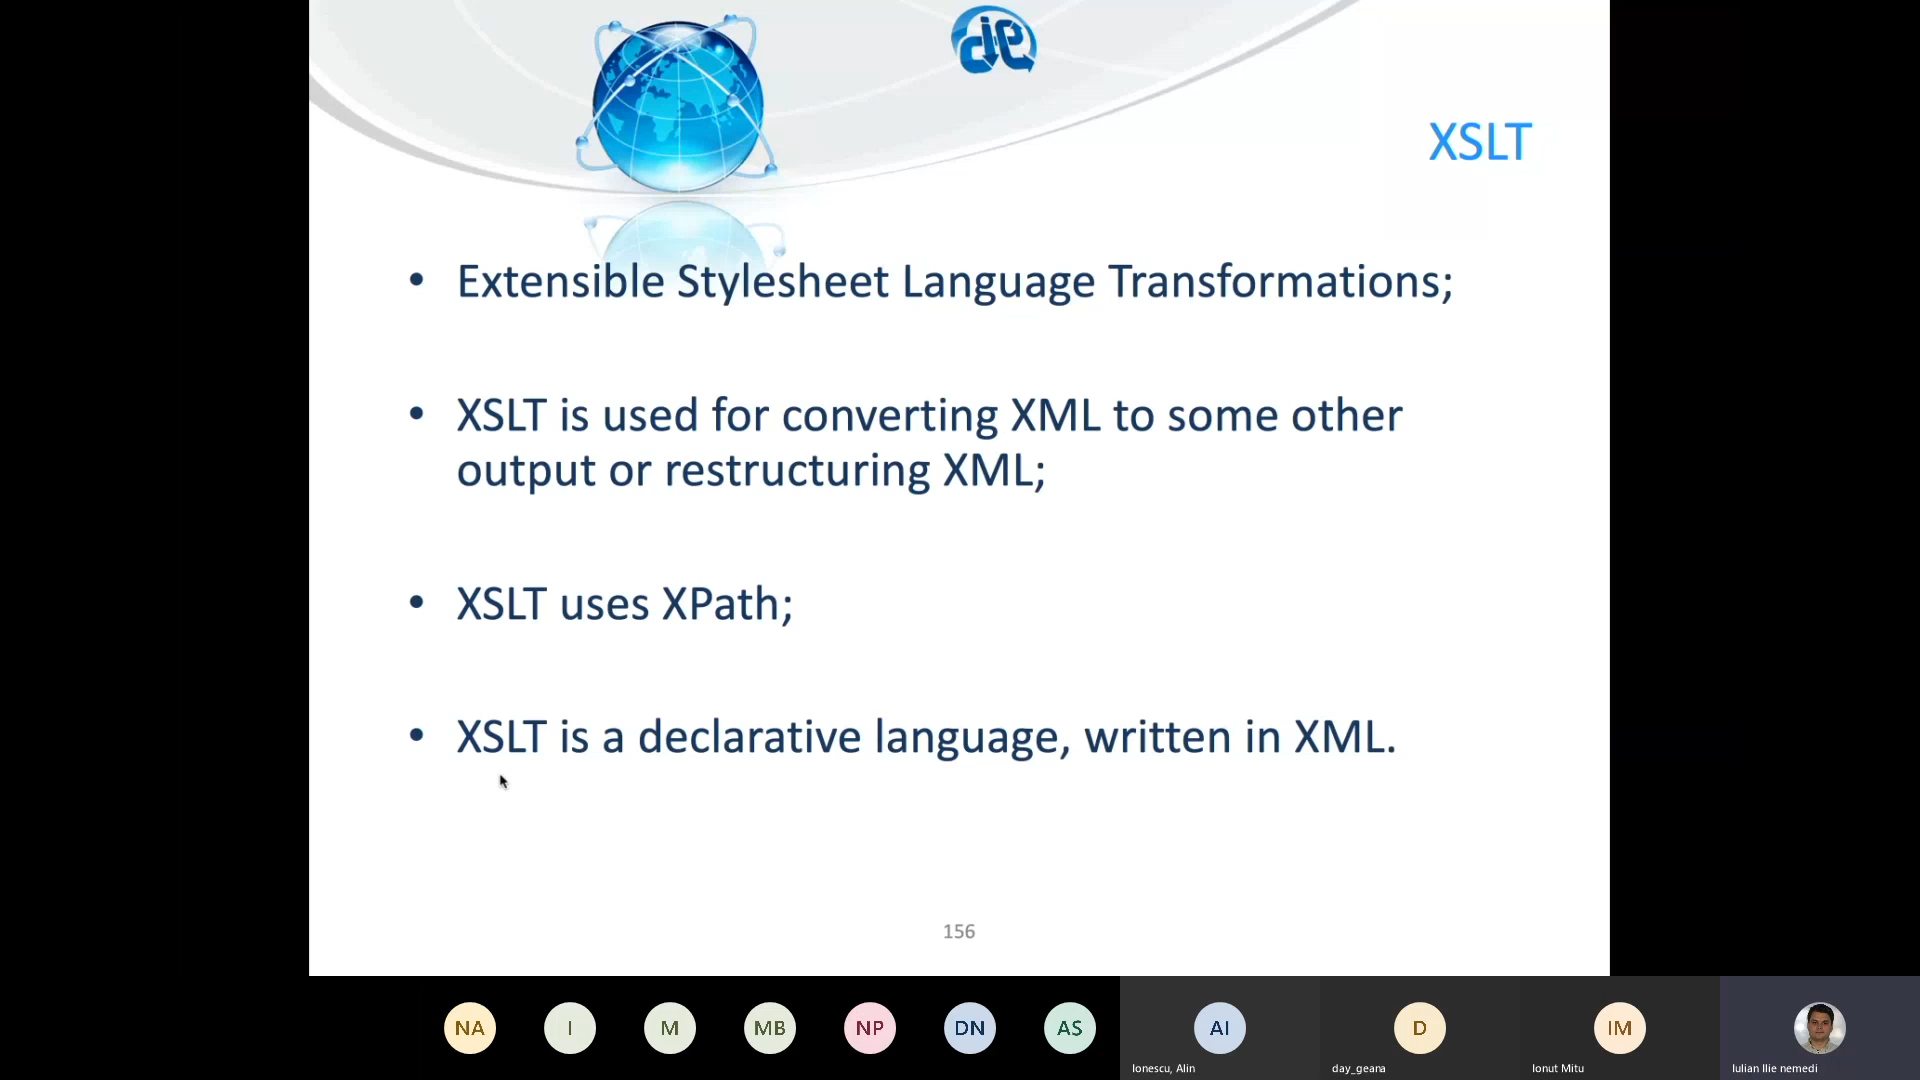 XSLT
• Extensible Stylesheet Language Transformations;
• XSLT is used for converting XML to some other
output or restructuring XML;
• XSLT uses XPath;
• XSLT is a declarative language, written in XML.
156
NA
I
M
MB
NP
DN
AS
AI
D
IM
Ionescu, Alin
day_geana
Ionut Mitu
Iulian Ilie nemedi